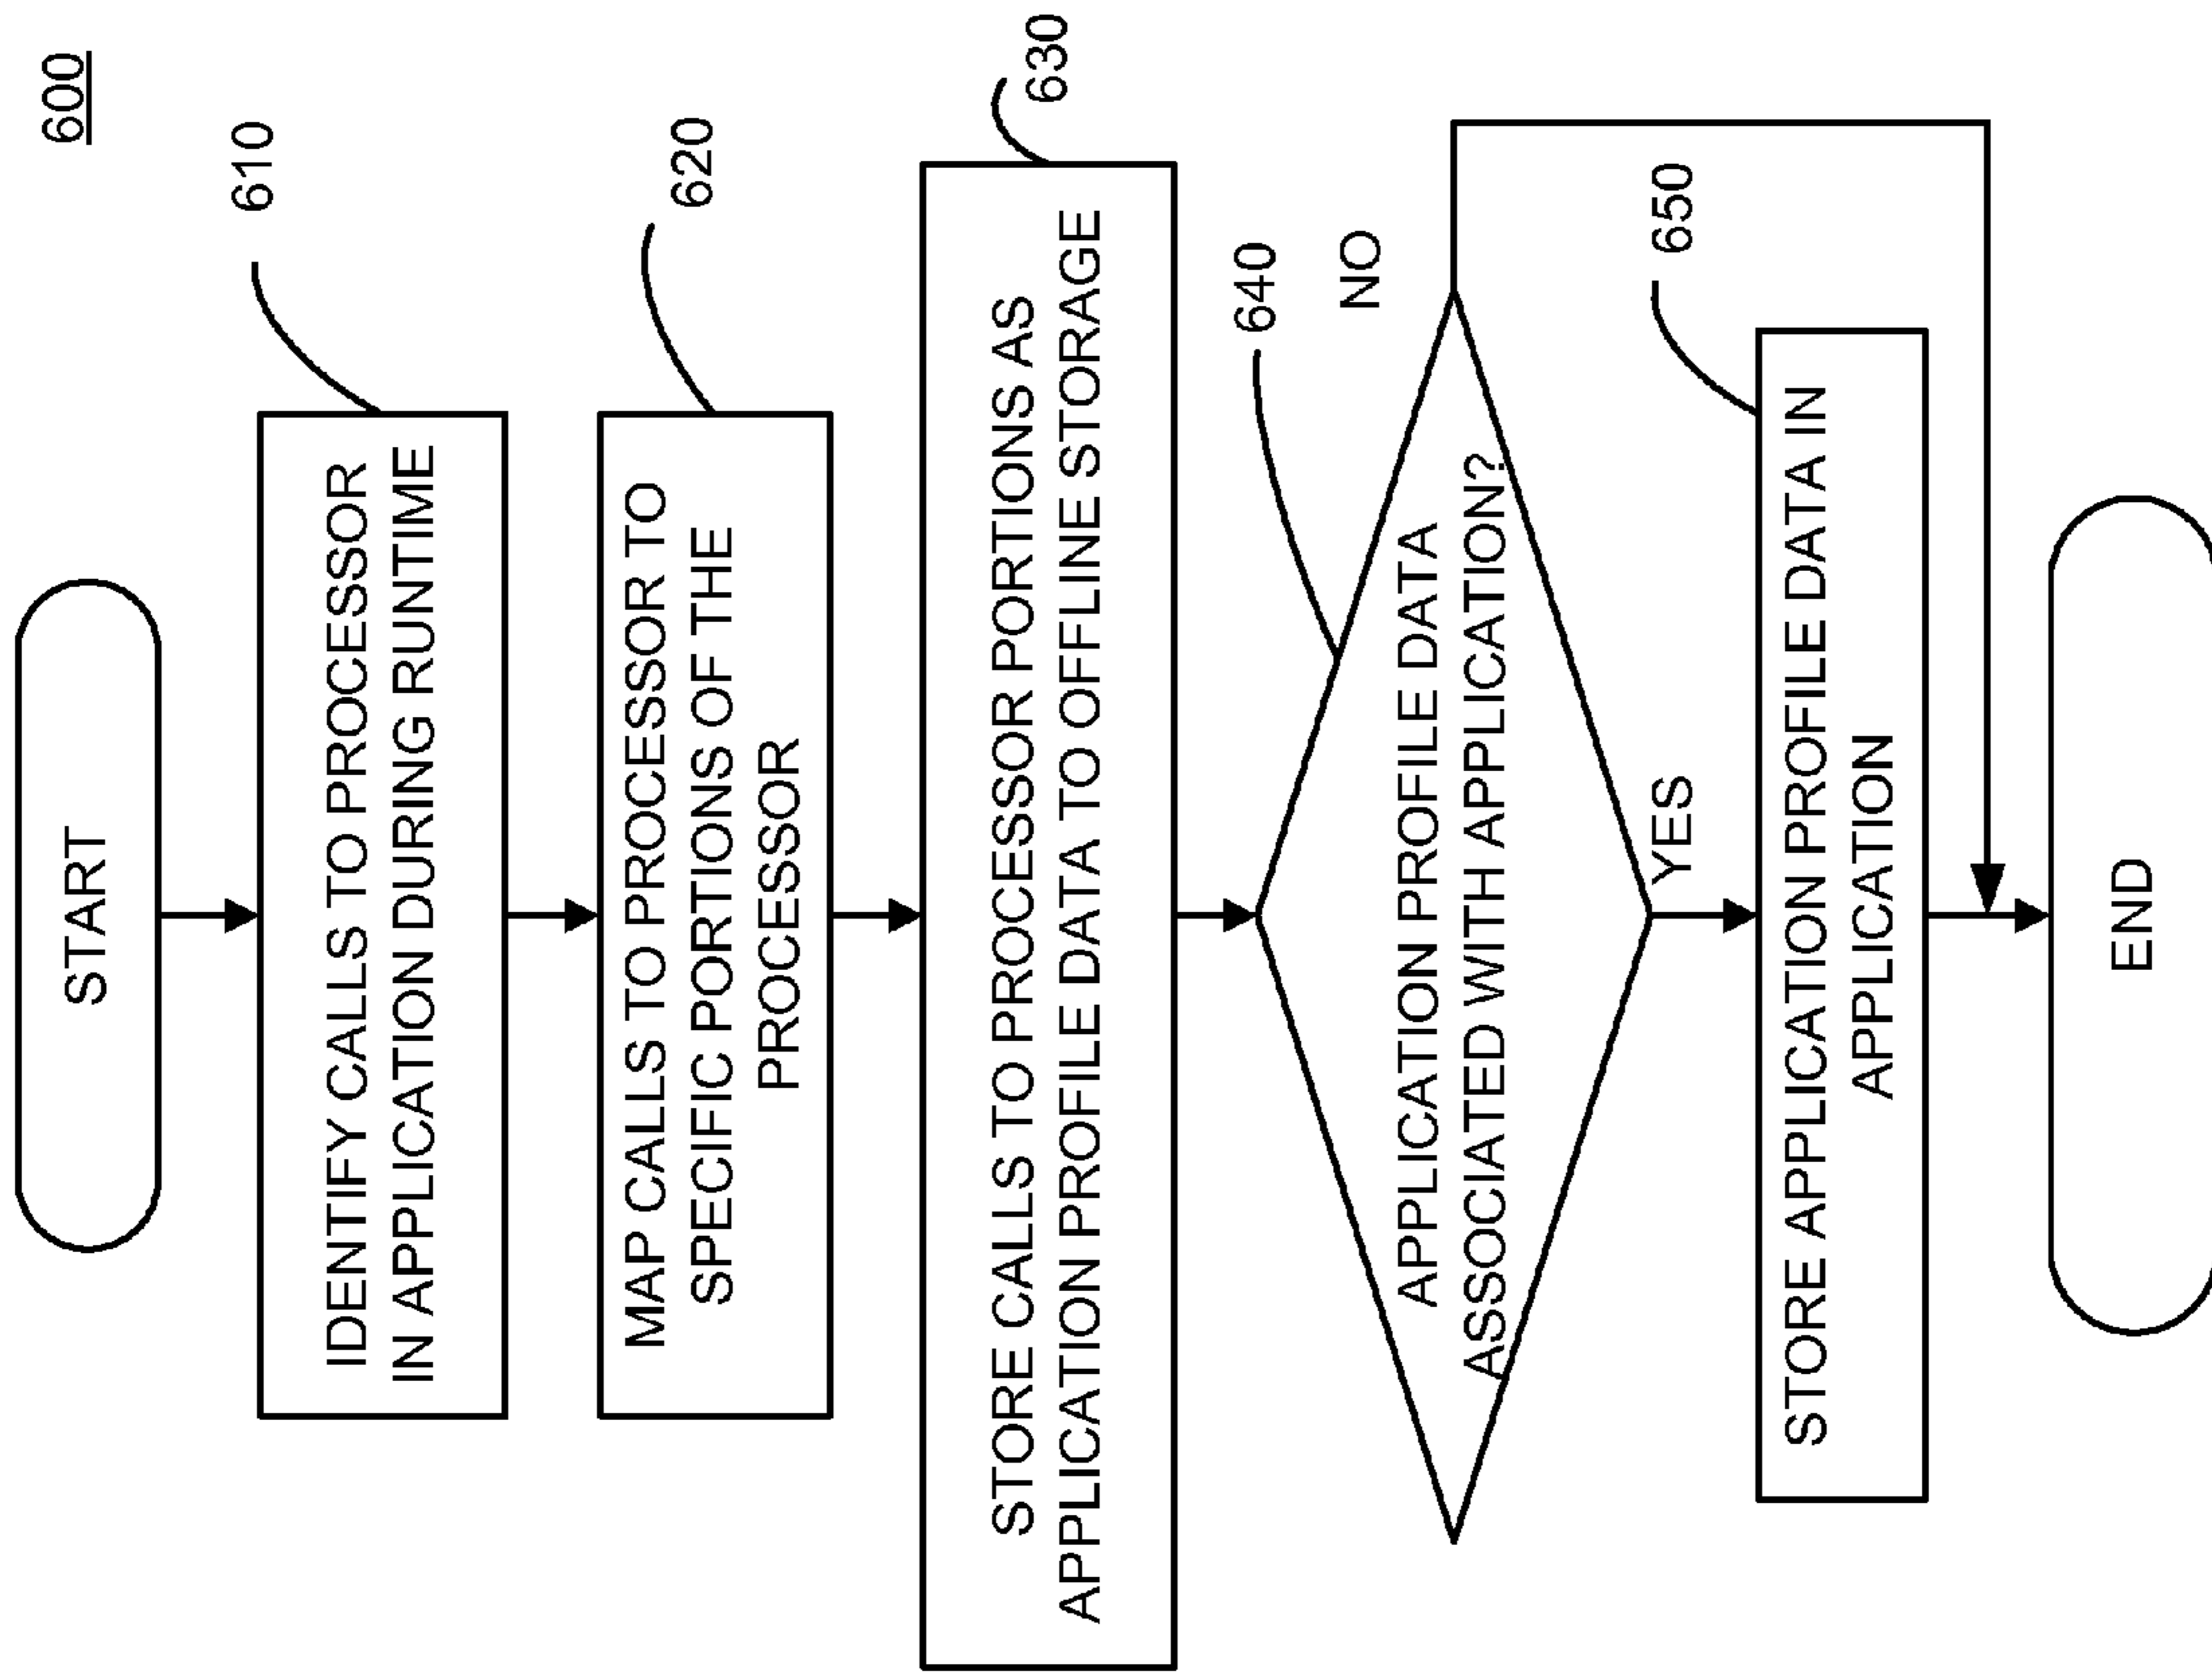 600
START
610
IDENTIFY CALLS TO PROCESSOR
IN APPLICATION DURING RUNTIME
620
MAP CALLS TO PROCESSOR TO
SPECIFIC PORTIONS OF THE
PROCESSOR
630
STORE CALLS TO PROCESSOR PORTIONS AS
APPLICATION PROFILE DATA TO OFFLINE STORAGE
640
NO
APPLICATION PROFILE DATA
ASSOCIATED WITH APPLICATION?
YES
650
STORE APPLICATION PROFILE DATA IN
APPLICATION
END